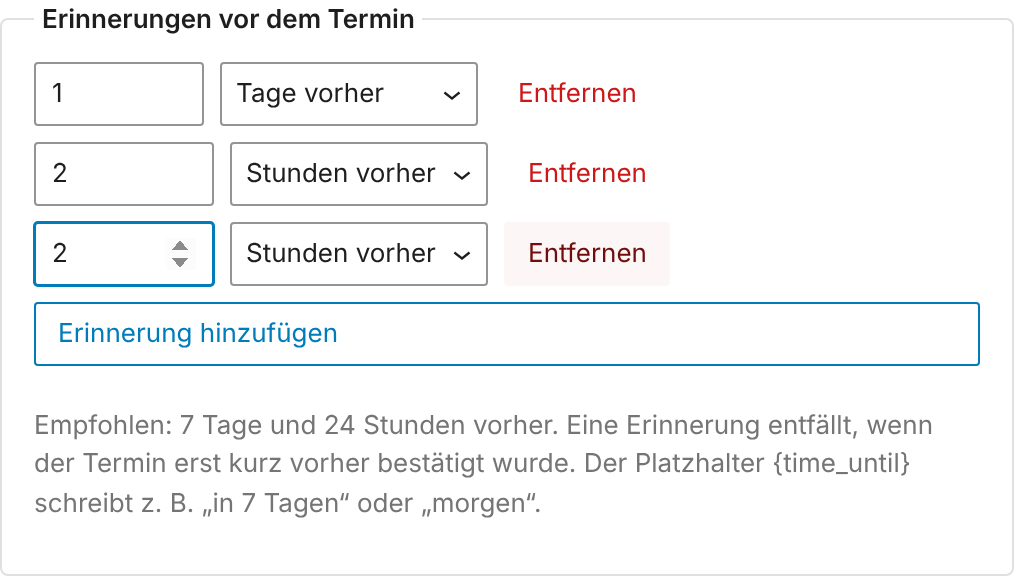 Erinnerungen vor dem Termin
1 Tage vorher Entfernen
2 Stunden vorher Entfernen
2 Stunden vorher Entfernen
Erinnerung hinzufügen
Empfohlen: 7 Tage und 24 Stunden vorher. Eine Erinnerung entfällt, wenn
der Termin erst kurz vorher bestätigt wurde. Der Platzhalter {time_until}
schreibt z. B. „in 7 Tagen“ oder „morgen“.